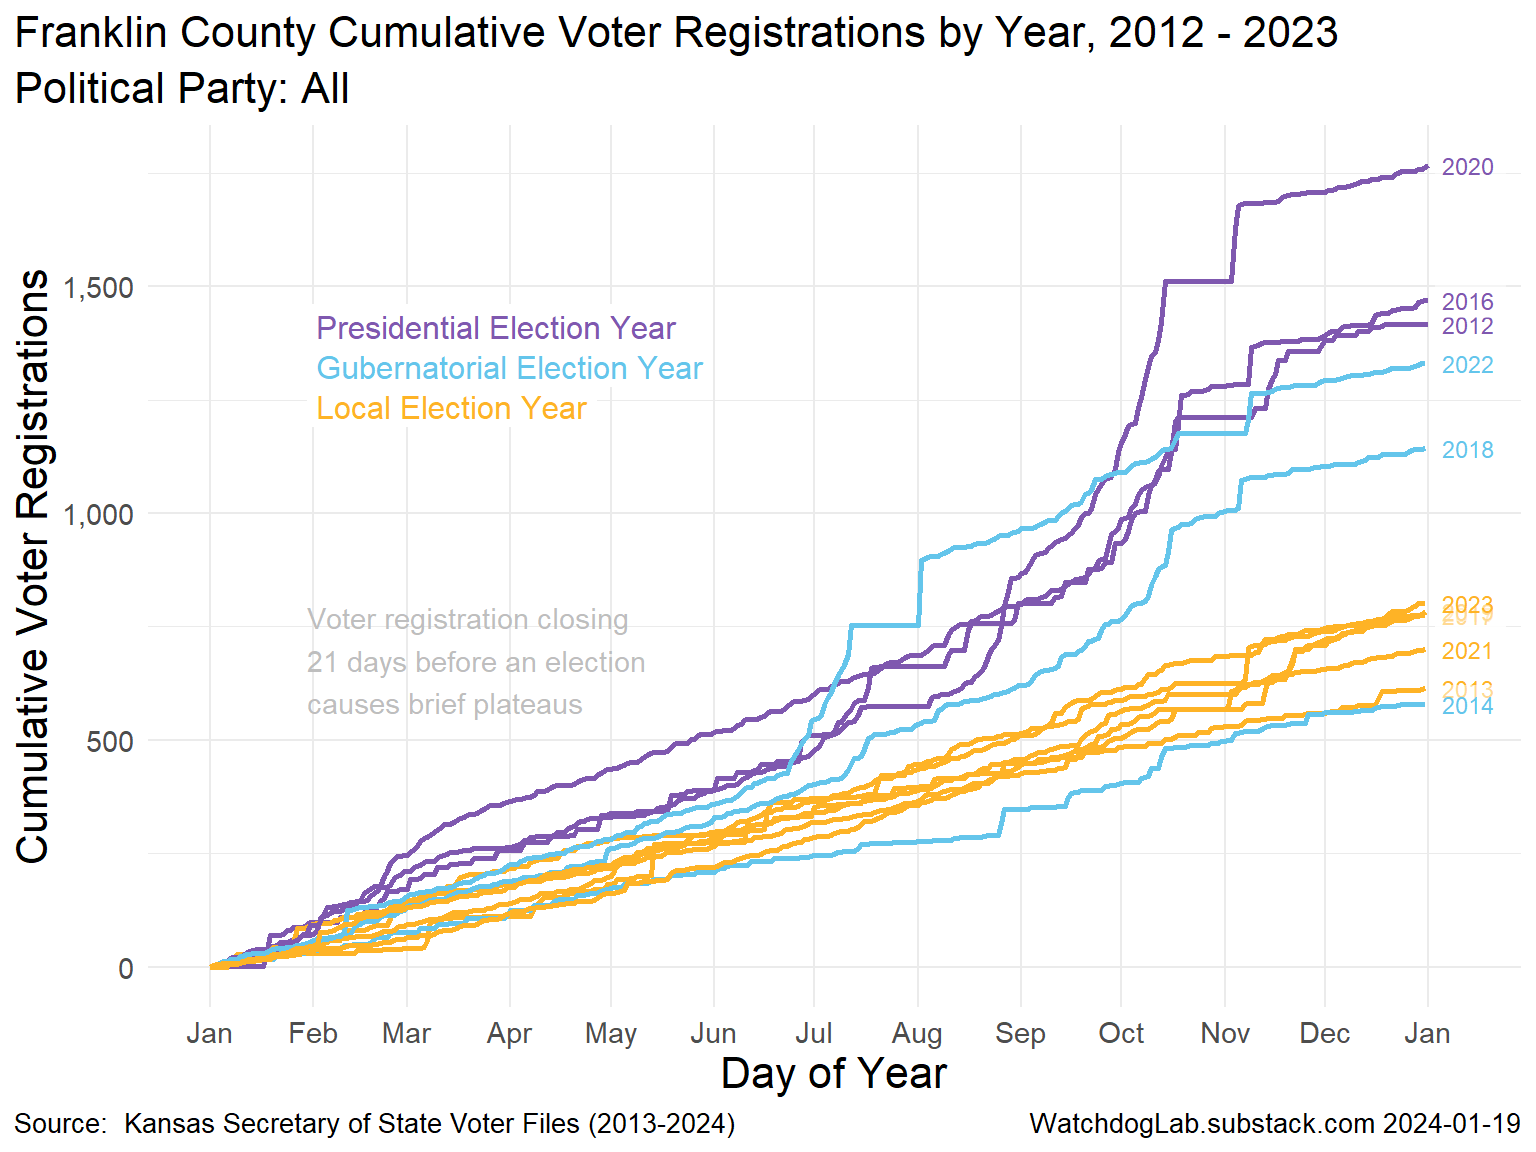 Franklin County Cumulative Voter Registrations by Year, 2012 - 2023
Political Party: All
Cumulative Voter Registrations
1,500
1,000
500
0
Presidential Election Year
Gubernatorial Election Year
Local Election Year
Voter registration closing
21 days before an election
causes brief plateaus
2020
2016
2012
2022
2018
2023
2021
2013
2014
Jan Feb Mar Apr May Jun Jul Aug Sep Oct Nov Dec Jan
Day of Year
Source:  Kansas Secretary of State Voter Files (2013-2024)
WatchdogLab.substack.com 2024-01-19